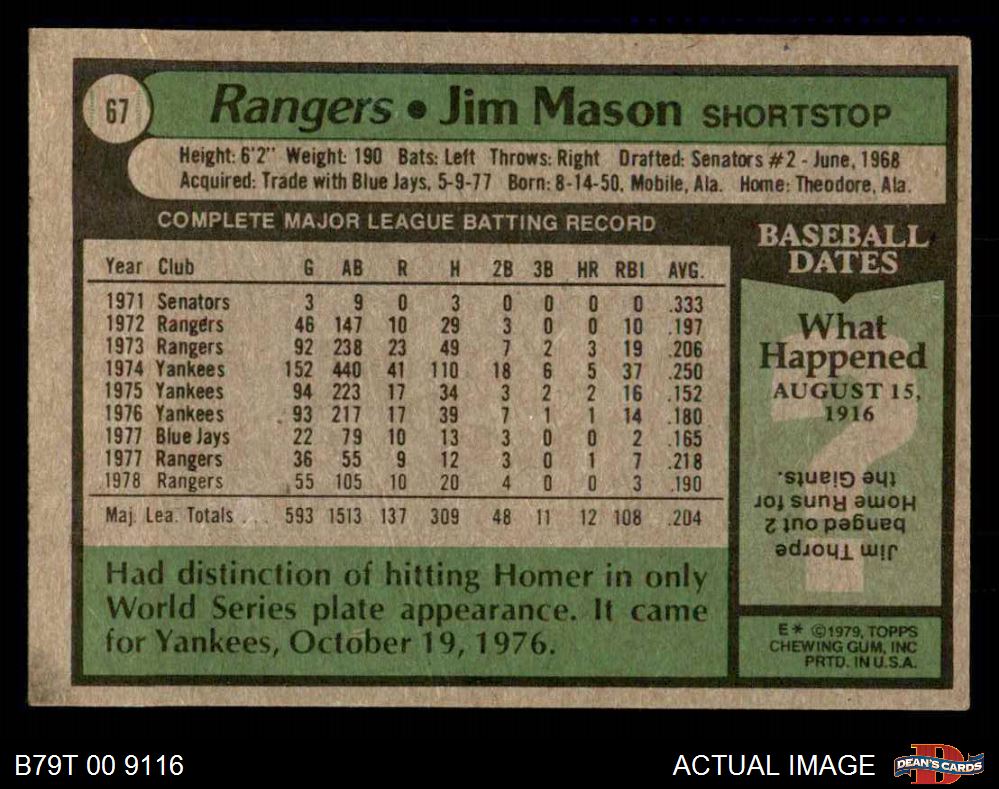 67
Rangers • Jim Mason SHORTSTOP
Height: 6'2" Weight: 190 Bats: Left Throws: Right Drafted: Senators #2 - June, 1968
Acquired: Trade with Blue Jays, 5-9-77 Born: 8-14-50, Mobile, Ala. Home: Theodore, Ala.
COMPLETE MAJOR LEAGUE BATTING RECORD
Year Club G AB R H 2B 3B HR RBI AVG.
1971 Senators 3 9 0 3 0 0 0 0 .333
1972 Rangers 46 147 10 29 3 0 0 10 .197
1973 Rangers 92 238 23 49 7 2 3 19 .206
1974 Yankees 152 440 41 110 18 6 5 37 .250
1975 Yankees 94 223 17 34 3 2 2 16 .152
1976 Yankees 93 217 17 39 7 1 1 14 .180
1977 Blue Jays 22 79 10 13 3 0 0 2 .165
1977 Rangers 36 55 9 12 3 0 1 7 .218
1978 Rangers 55 105 10 20 4 0 0 3 .190
Maj. Lea. Totals . . . 593 1513 137 309 48 11 12 108 .204
Had distinction of hitting Homer in only
World Series plate appearance. It came
for Yankees, October 19, 1976.
BASEBALL
DATES
What
Happened
AUGUST 15,
1916
?
Jim Thorpe
banged out 2
Home Runs for
the Giants.
E* ©1979, TOPPS
CHEWING GUM, INC
PRTD. IN U.S.A.
B79T 00 9116
ACTUAL IMAGE
D
DEAN'S CARDS